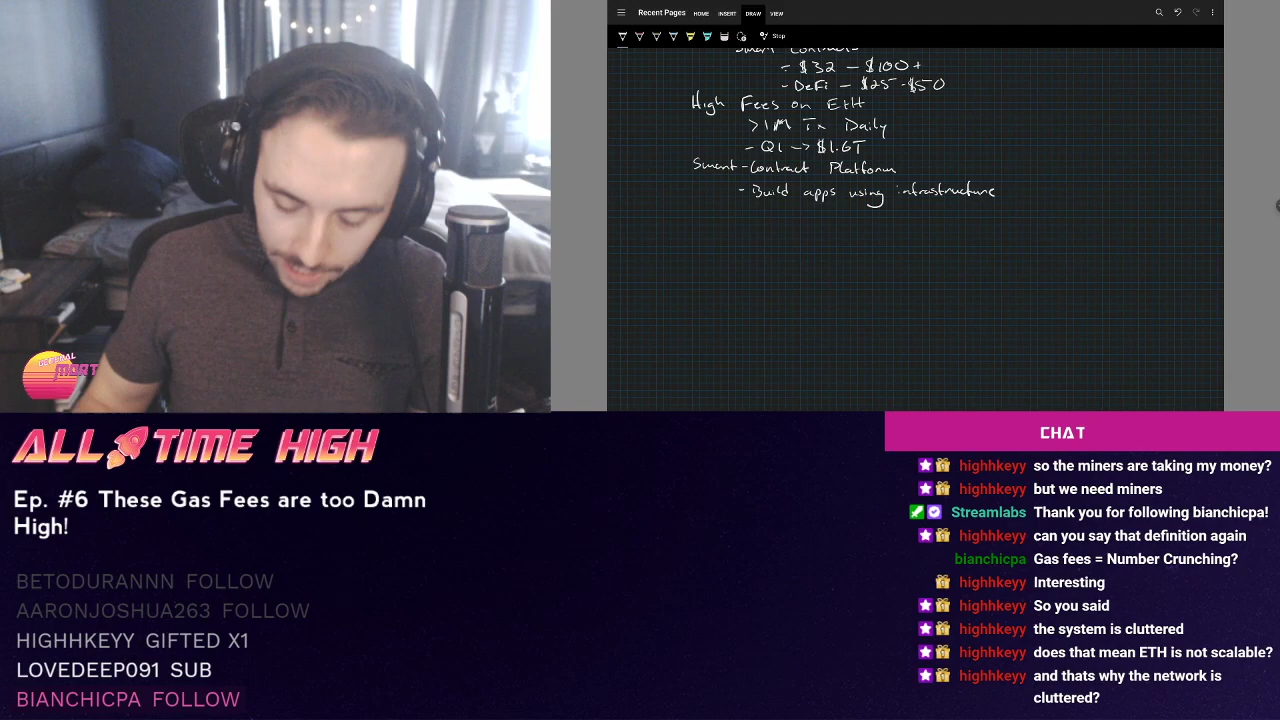 Recent Pages HOME INSERT DRAW VIEW
Stop
Smart Contracts
- $32 - $100+
- DeFi - $25-$50
High Fees on EtH
>1M Tx Daily
- Q1 -> $1.6T
Smart-Contract Platform
- Build apps using infrastructure
ETERNAL
MORT
ALL TIME HIGH
Ep. #6 These Gas Fees are too Damn
High!
BETODURANNN FOLLOW
AARONJOSHUA263 FOLLOW
HIGHHKEYY GIFTED X1
LOVEDEEP091 SUB
BIANCHICPA FOLLOW
CHAT
highhkeyy so the miners are taking my money?
highhkeyy but we need miners
Streamlabs Thank you for following bianchicpa!
highhkeyy can you say that definition again
bianchicpa Gas fees = Number Crunching?
highhkeyy Interesting
highhkeyy So you said
highhkeyy the system is cluttered
highhkeyy does that mean ETH is not scalable?
highhkeyy and thats why the network is
cluttered?